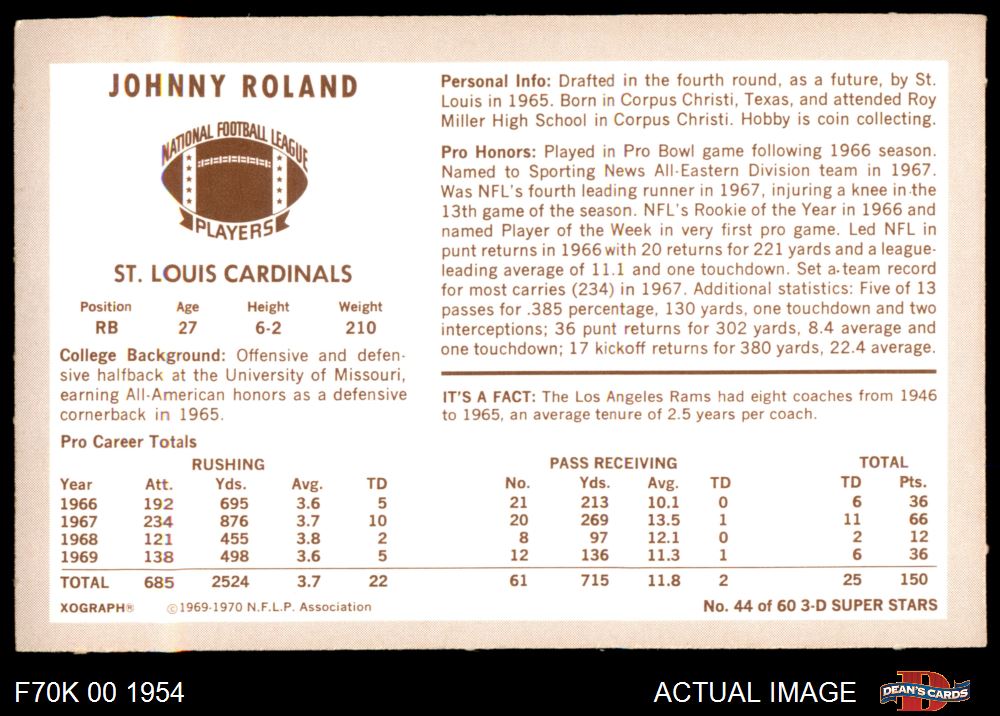 JOHNNY ROLAND
NATIONAL FOOTBALL LEAGUE
PLAYERS
ST. LOUIS CARDINALS
Position Age Height Weight
RB 27 6-2 210
College Background: Offensive and defen-
sive halfback at the University of Missouri,
earning All-American honors as a defensive
cornerback in 1965.
Personal Info: Drafted in the fourth round, as a future, by St.
Louis in 1965. Born in Corpus Christi, Texas, and attended Roy
Miller High School in Corpus Christi. Hobby is coin collecting.
Pro Honors: Played in Pro Bowl game following 1966 season.
Named to Sporting News All-Eastern Division team in 1967.
Was NFL's fourth leading runner in 1967, injuring a knee in the
13th game of the season. NFL's Rookie of the Year in 1966 and
named Player of the Week in very first pro game. Led NFL in
punt returns in 1966 with 20 returns for 221 yards and a league-
leading average of 11.1 and one touchdown. Set a team record
for most carries (234) in 1967. Additional statistics: Five of 13
passes for .385 percentage, 130 yards, one touchdown and two
interceptions; 36 punt returns for 302 yards, 8.4 average and
one touchdown; 17 kickoff returns for 380 yards, 22.4 average.
IT'S A FACT: The Los Angeles Rams had eight coaches from 1946
to 1965, an average tenure of 2.5 years per coach.
Pro Career Totals
RUSHING PASS RECEIVING TOTAL
Year Att. Yds. Avg. TD No. Yds. Avg. TD TD Pts.
1966 192 695 3.6 5 21 213 10.1 0 6 36
1967 234 876 3.7 10 20 269 13.5 1 11 66
1968 121 455 3.8 2 8 97 12.1 0 2 12
1969 138 498 3.6 5 12 136 11.3 1 6 36
TOTAL 685 2524 3.7 22 61 715 11.8 2 25 150
XOGRAPH® ©1969-1970 N.F.L.P. Association No. 44 of 60 3-D SUPER STARS
F70K 00 1954 ACTUAL IMAGE DEAN'S CARDS